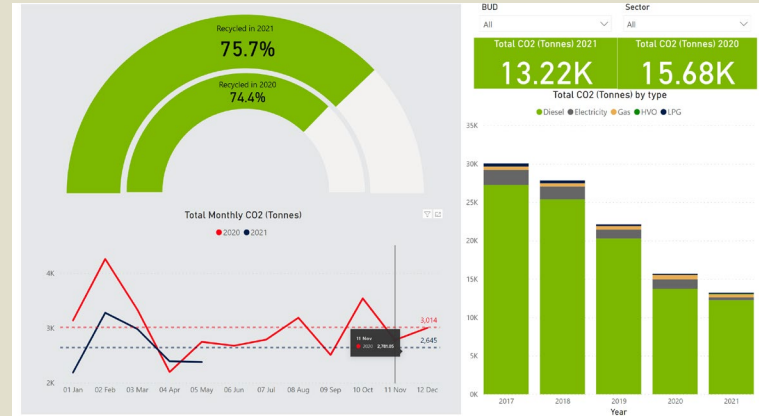 BUD
Sector
All
All
Recycled in 2021
75.7%
Recycled in 2020
74.4%
Total CO2 (Tonnes) 2021
13.22K
Total CO2 (Tonnes) 2020
15.68K
Total CO2 (Tonnes) by type
Diesel Electricity Gas HVO LPG
35K
30K
25K
20K
15K
10K
5K
0K
2017 2018 2019 2020 2021
Year
Total Monthly CO2 (Tonnes)
2020 2021
4K
3K
2K
3,014
2,645
11 Nov
2020
01 Jan 02 Feb 03 Mar 04 Apr 05 May 06 Jun 07 Jul 08 Aug 09 Sep 10 Oct 11 Nov 12 Dec